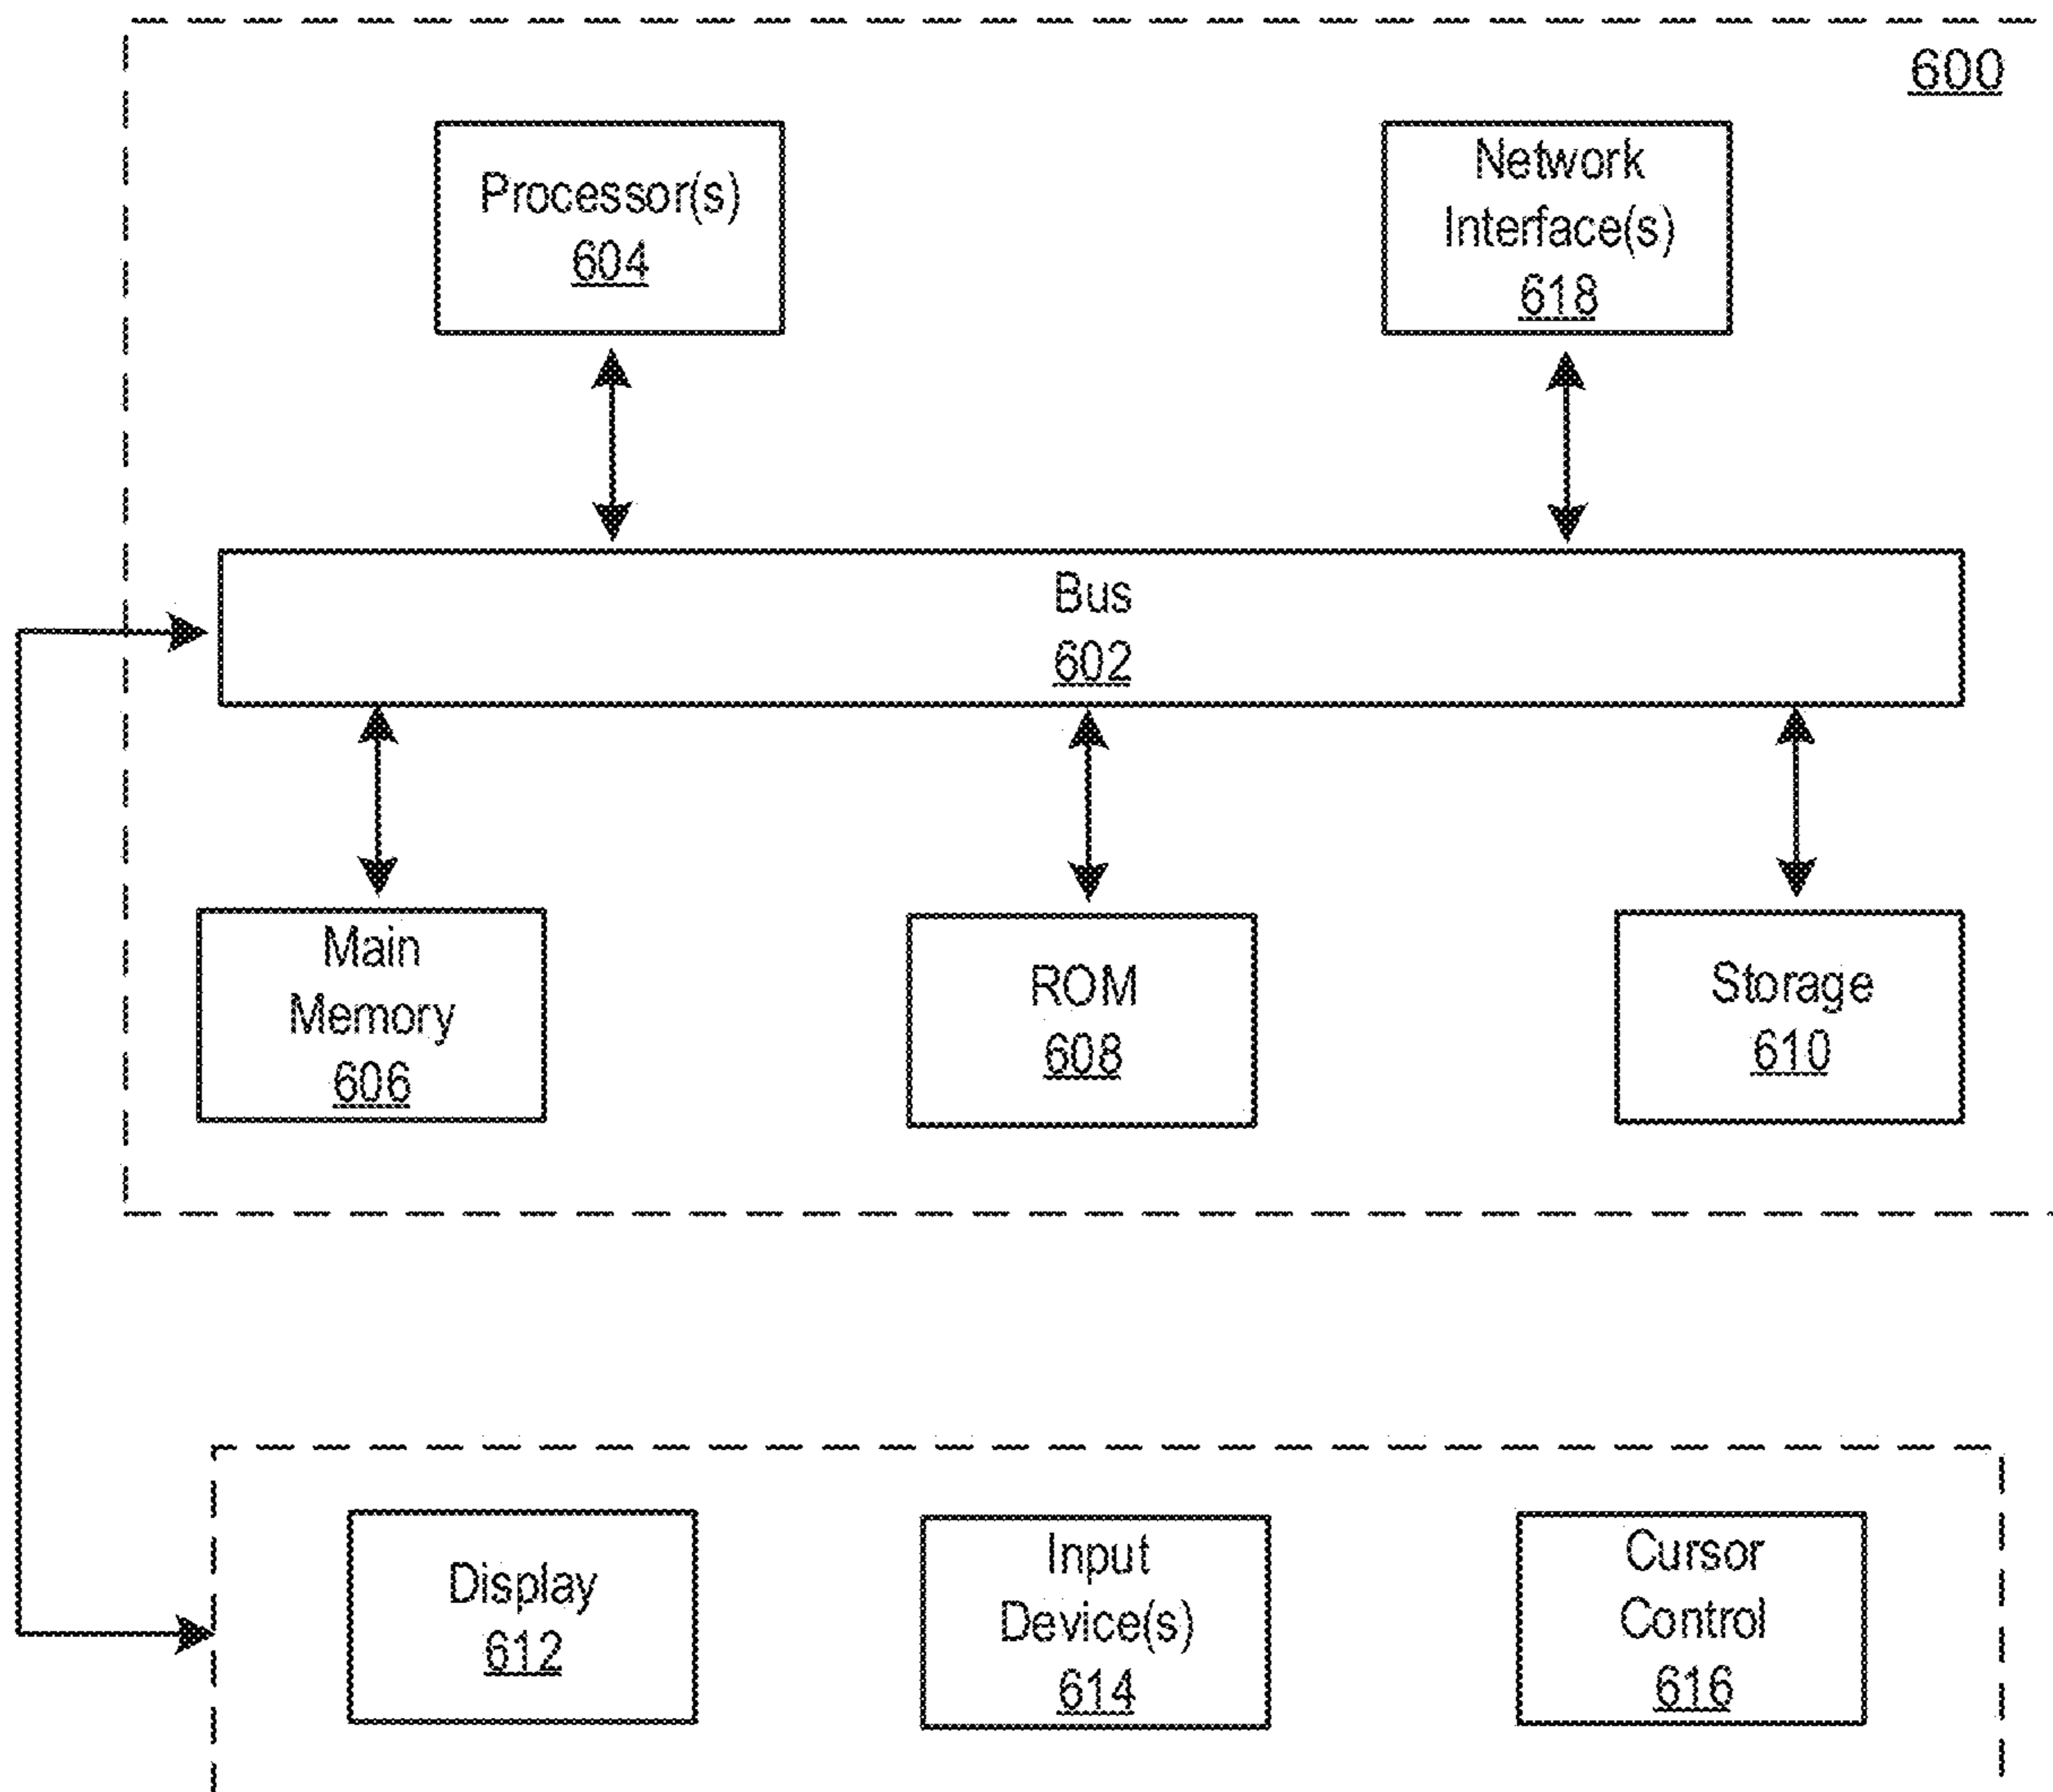 600
Processor(s)
604
Network
Interface(s)
618
Bus
602
Main
Memory
606
ROM
608
Storage
610
Display
612
Input
Device(s)
614
Cursor
Control
616